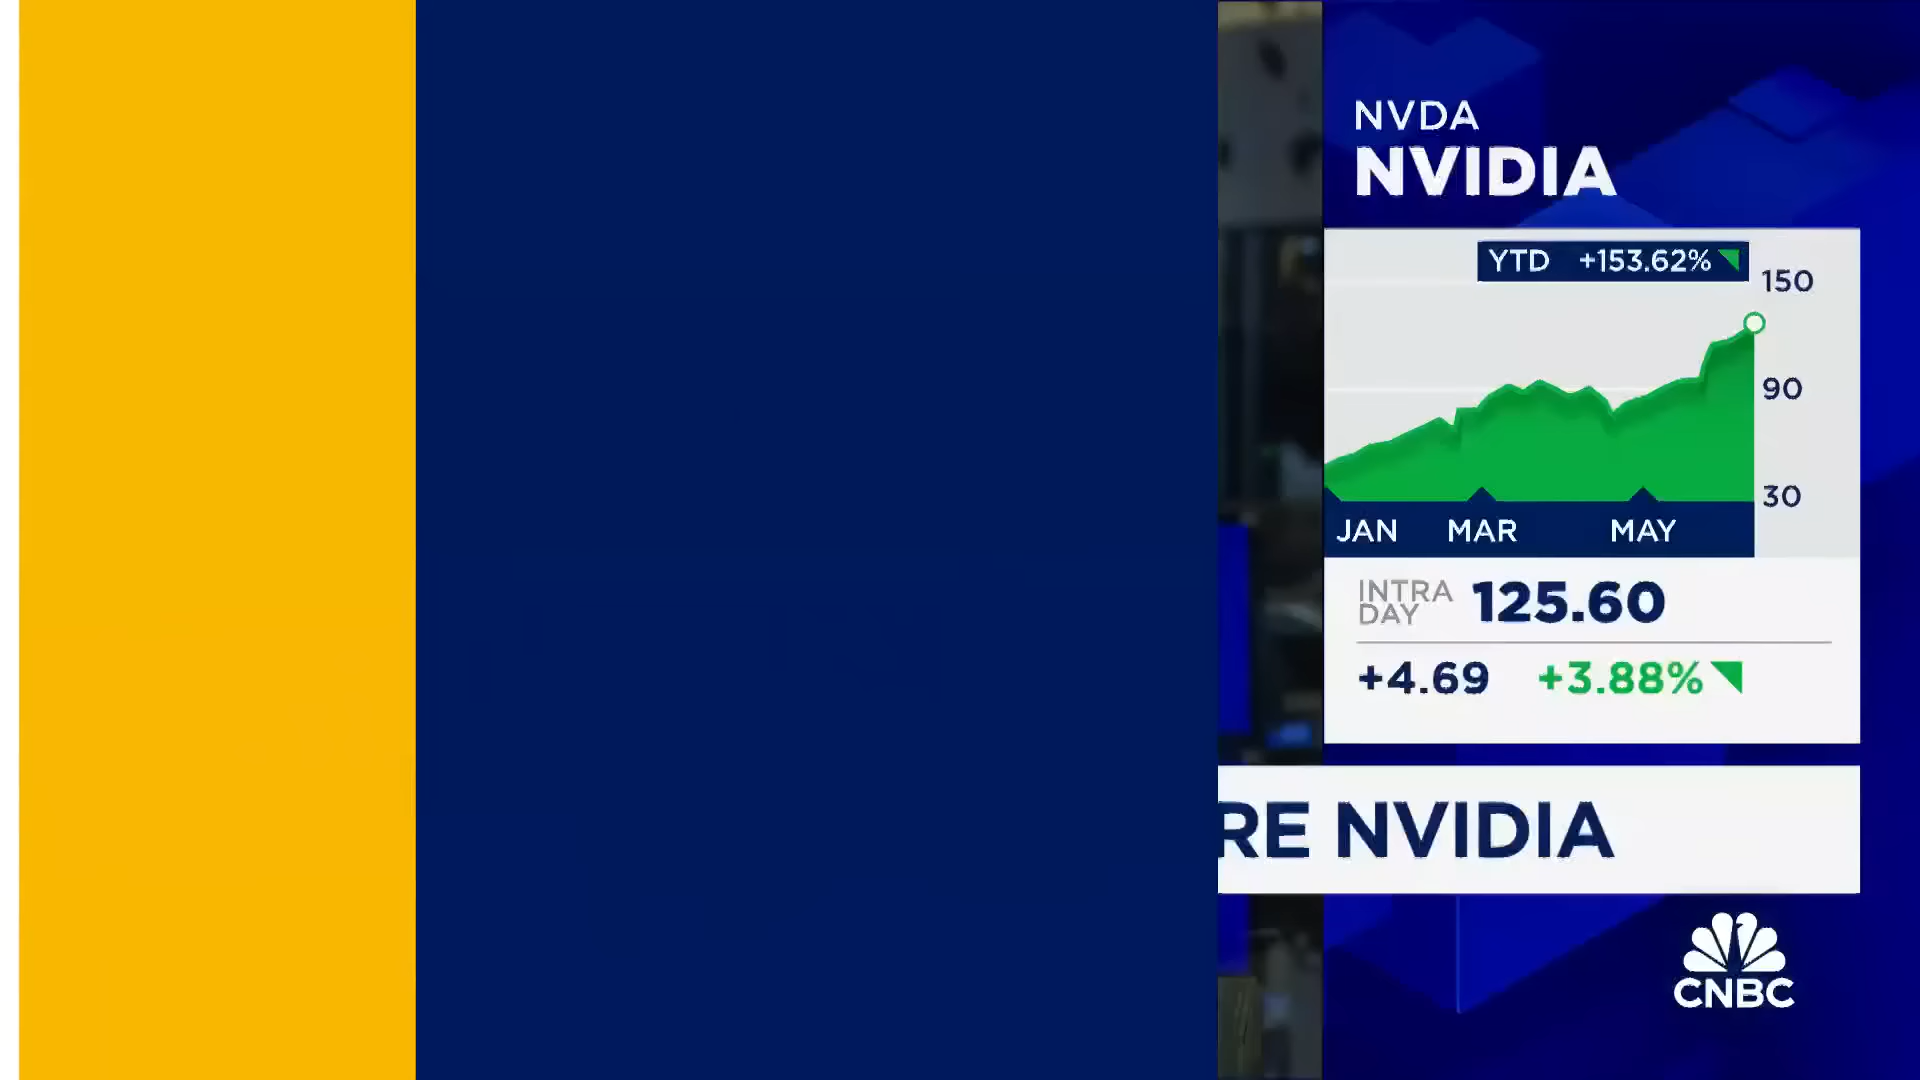 NVDA
NVIDIA
YTD +153.62%
150
90
30
JAN MAR MAY
INTRA
DAY
125.60
+4.69 +3.88%
RE NVIDIA
CNBC